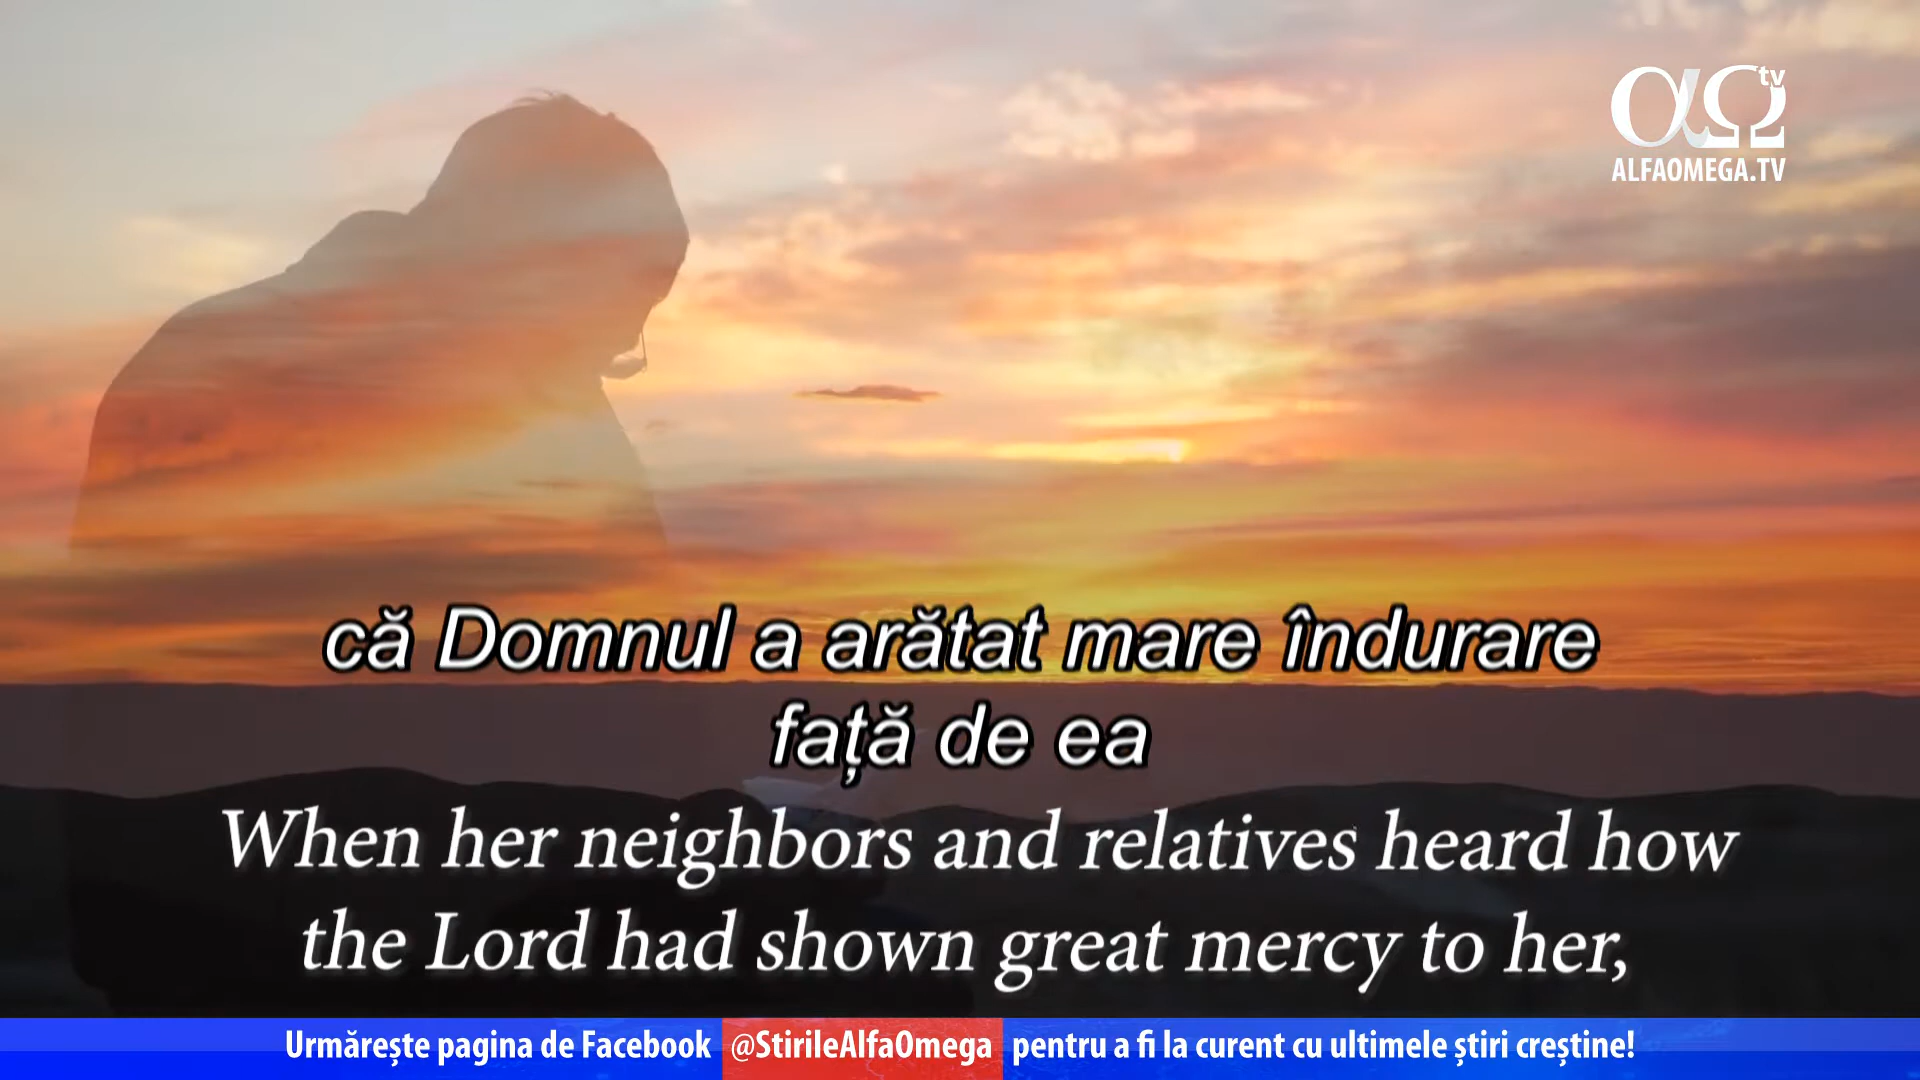 αΩ tv
ALFAOMEGA.TV
că Domnul a arătat mare îndurare
față de ea
When her neighbors and relatives heard how
the Lord had shown great mercy to her,
Urmărește pagina de Facebook @StirileAlfaOmega pentru a fi la curent cu ultimele știri creștine!